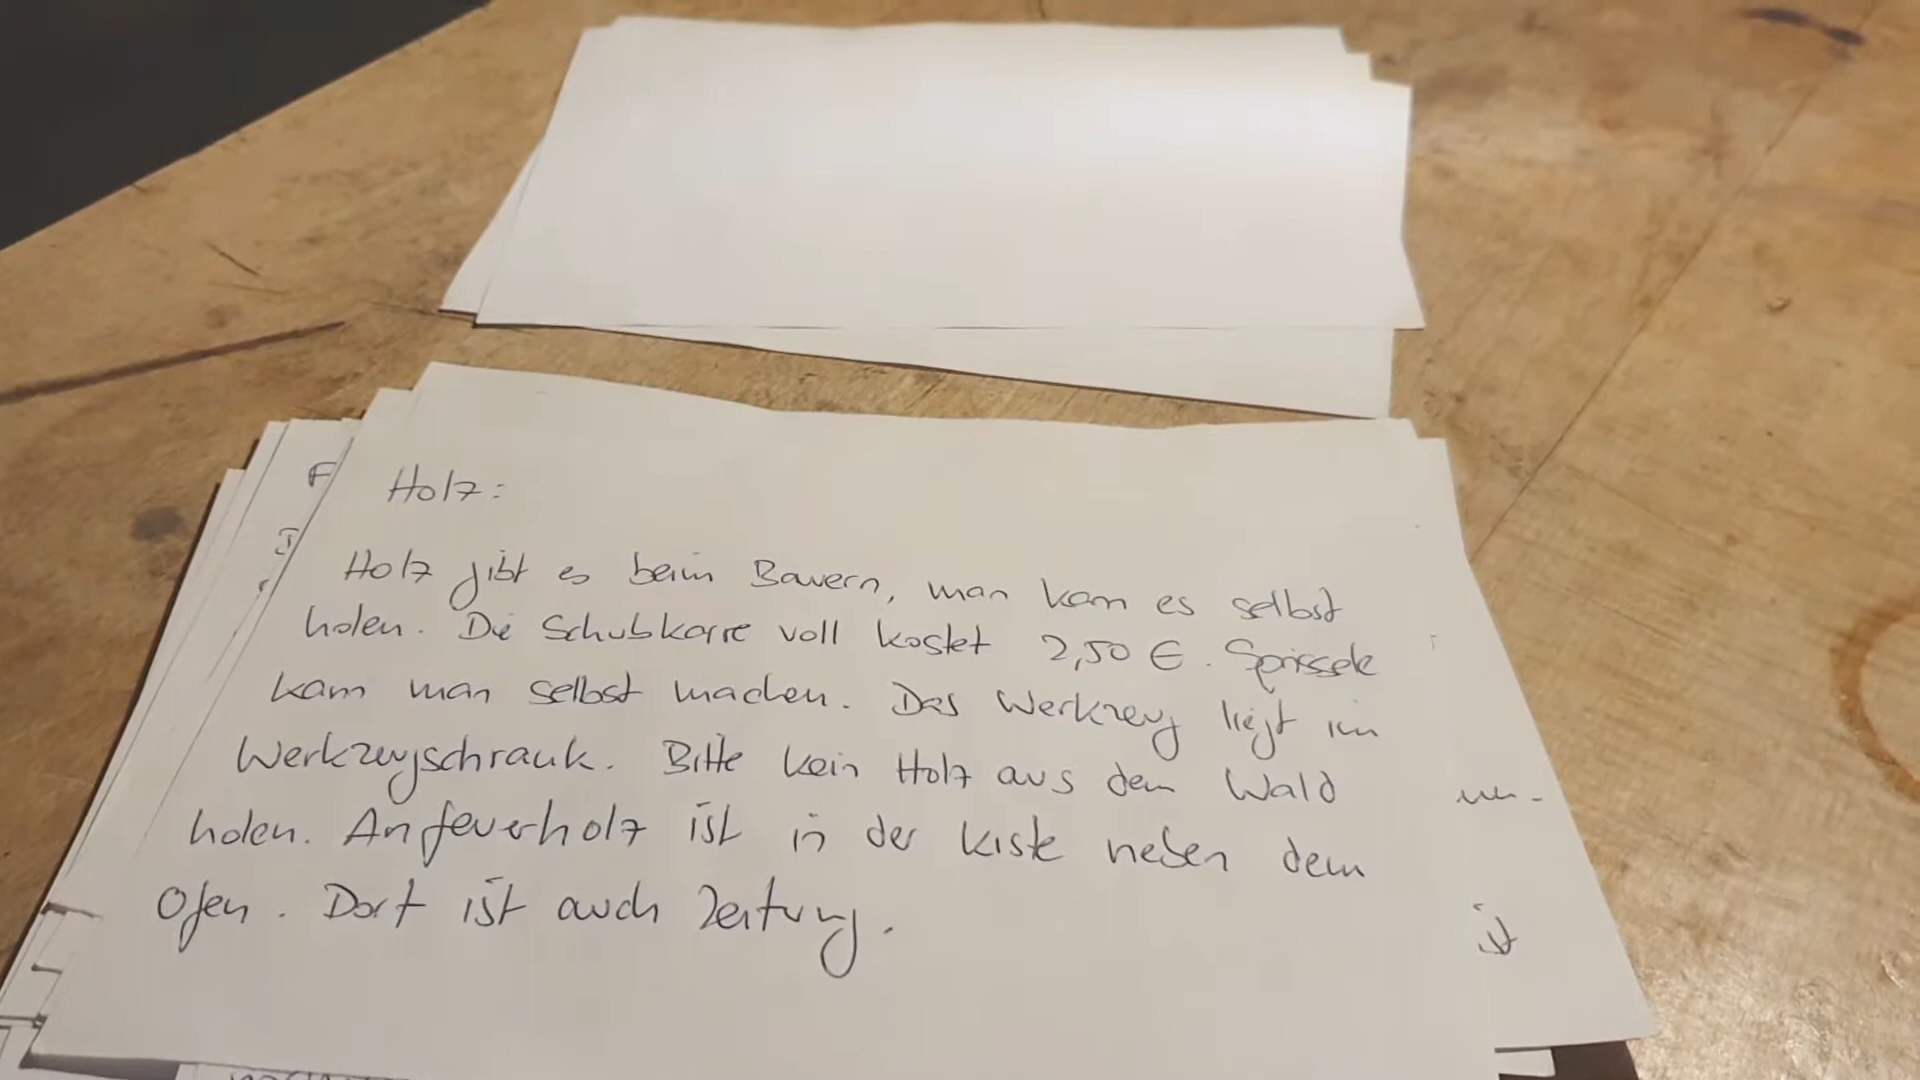 Holz:
Holz gibt es beim Bauern, man kann es selbst
holen. Die Schubkarre voll kostet 2,50 €. Sprissele
kann man selbst machen. Das Werkzeug liegt im
Werkzeugschrank. Bitte kein Holz aus dem Wald
holen. Anfeuerholz ist in der Kiste neben dem
Ofen. Dort ist auch Zeitung.
ist